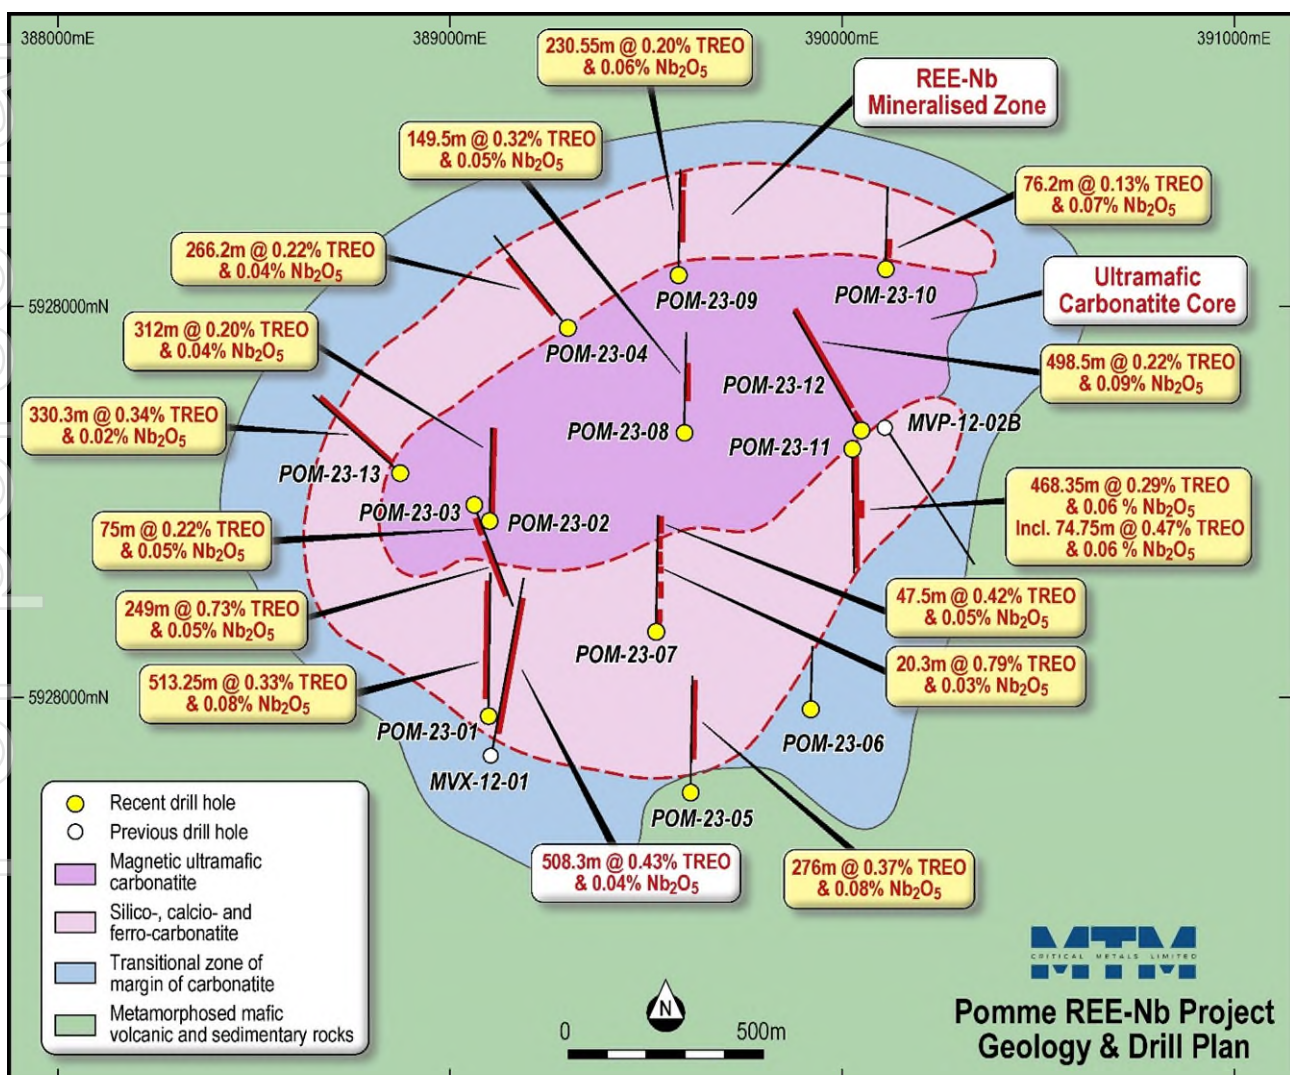 388000mE
389000mE
390000mE
391000mE
230.55m @ 0.20% TREO
& 0.06% Nb₂O₅
REE-Nb
Mineralised Zone
149.5m @ 0.32% TREO
& 0.05% Nb₂O₅
76.2m @ 0.13% TREO
& 0.07% Nb₂O₅
266.2m @ 0.22% TREO
& 0.04% Nb₂O₅
Ultramafic
Carbonatite Core
POM-23-09
POM-23-10
5928000mN
312m @ 0.20% TREO
& 0.04% Nb₂O₅
POM-23-04
498.5m @ 0.22% TREO
& 0.09% Nb₂O₅
POM-23-12
330.3m @ 0.34% TREO
& 0.02% Nb₂O₅
POM-23-08
MVP-12-02B
POM-23-11
POM-23-13
468.35m @ 0.29% TREO
& 0.06 % Nb₂O₅
Incl. 74.75m @ 0.47% TREO
& 0.06 % Nb₂O₅
POM-23-03
POM-23-02
75m @ 0.22% TREO
& 0.05% Nb₂O₅
249m @ 0.73% TREO
& 0.05% Nb₂O₅
47.5m @ 0.42% TREO
& 0.05% Nb₂O₅
POM-23-07
20.3m @ 0.79% TREO
& 0.03% Nb₂O₅
513.25m @ 0.33% TREO
& 0.08% Nb₂O₅
5928000mN
POM-23-01
POM-23-06
MVX-12-01
POM-23-05
508.3m @ 0.43% TREO
& 0.04% Nb₂O₅
276m @ 0.37% TREO
& 0.08% Nb₂O₅
Recent drill hole
Previous drill hole
Magnetic ultramafic
carbonatite
Silico-, calcio- and
ferro-carbonatite
Transitional zone of
margin of carbonatite
Metamorphosed mafic
volcanic and sedimentary rocks
N
0
500m
MTM
CRITICAL METALS LIMITED
Pomme REE-Nb Project
Geology & Drill Plan